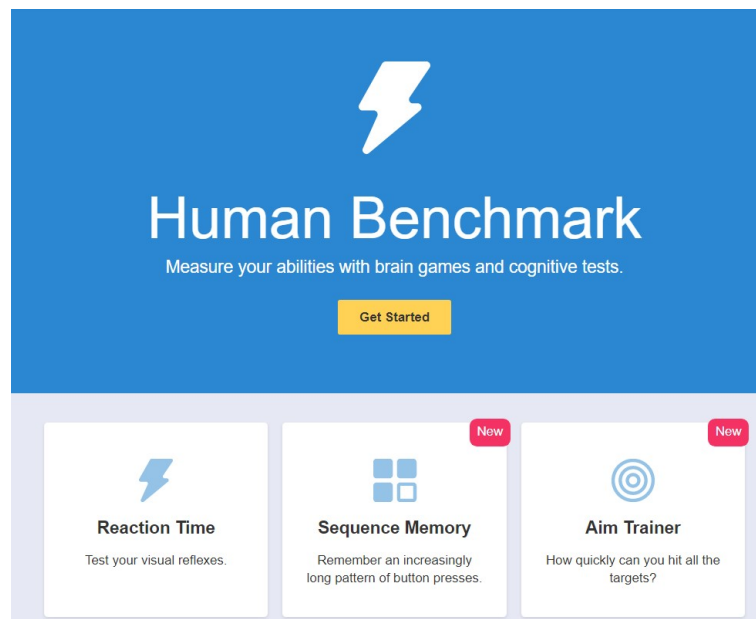 Human Benchmark
Measure your abilities with brain games and cognitive tests.
Get Started
New
New
Reaction Time
Test your visual reflexes.
Sequence Memory
Remember an increasingly
long pattern of button presses.
Aim Trainer
How quickly can you hit all the
targets?